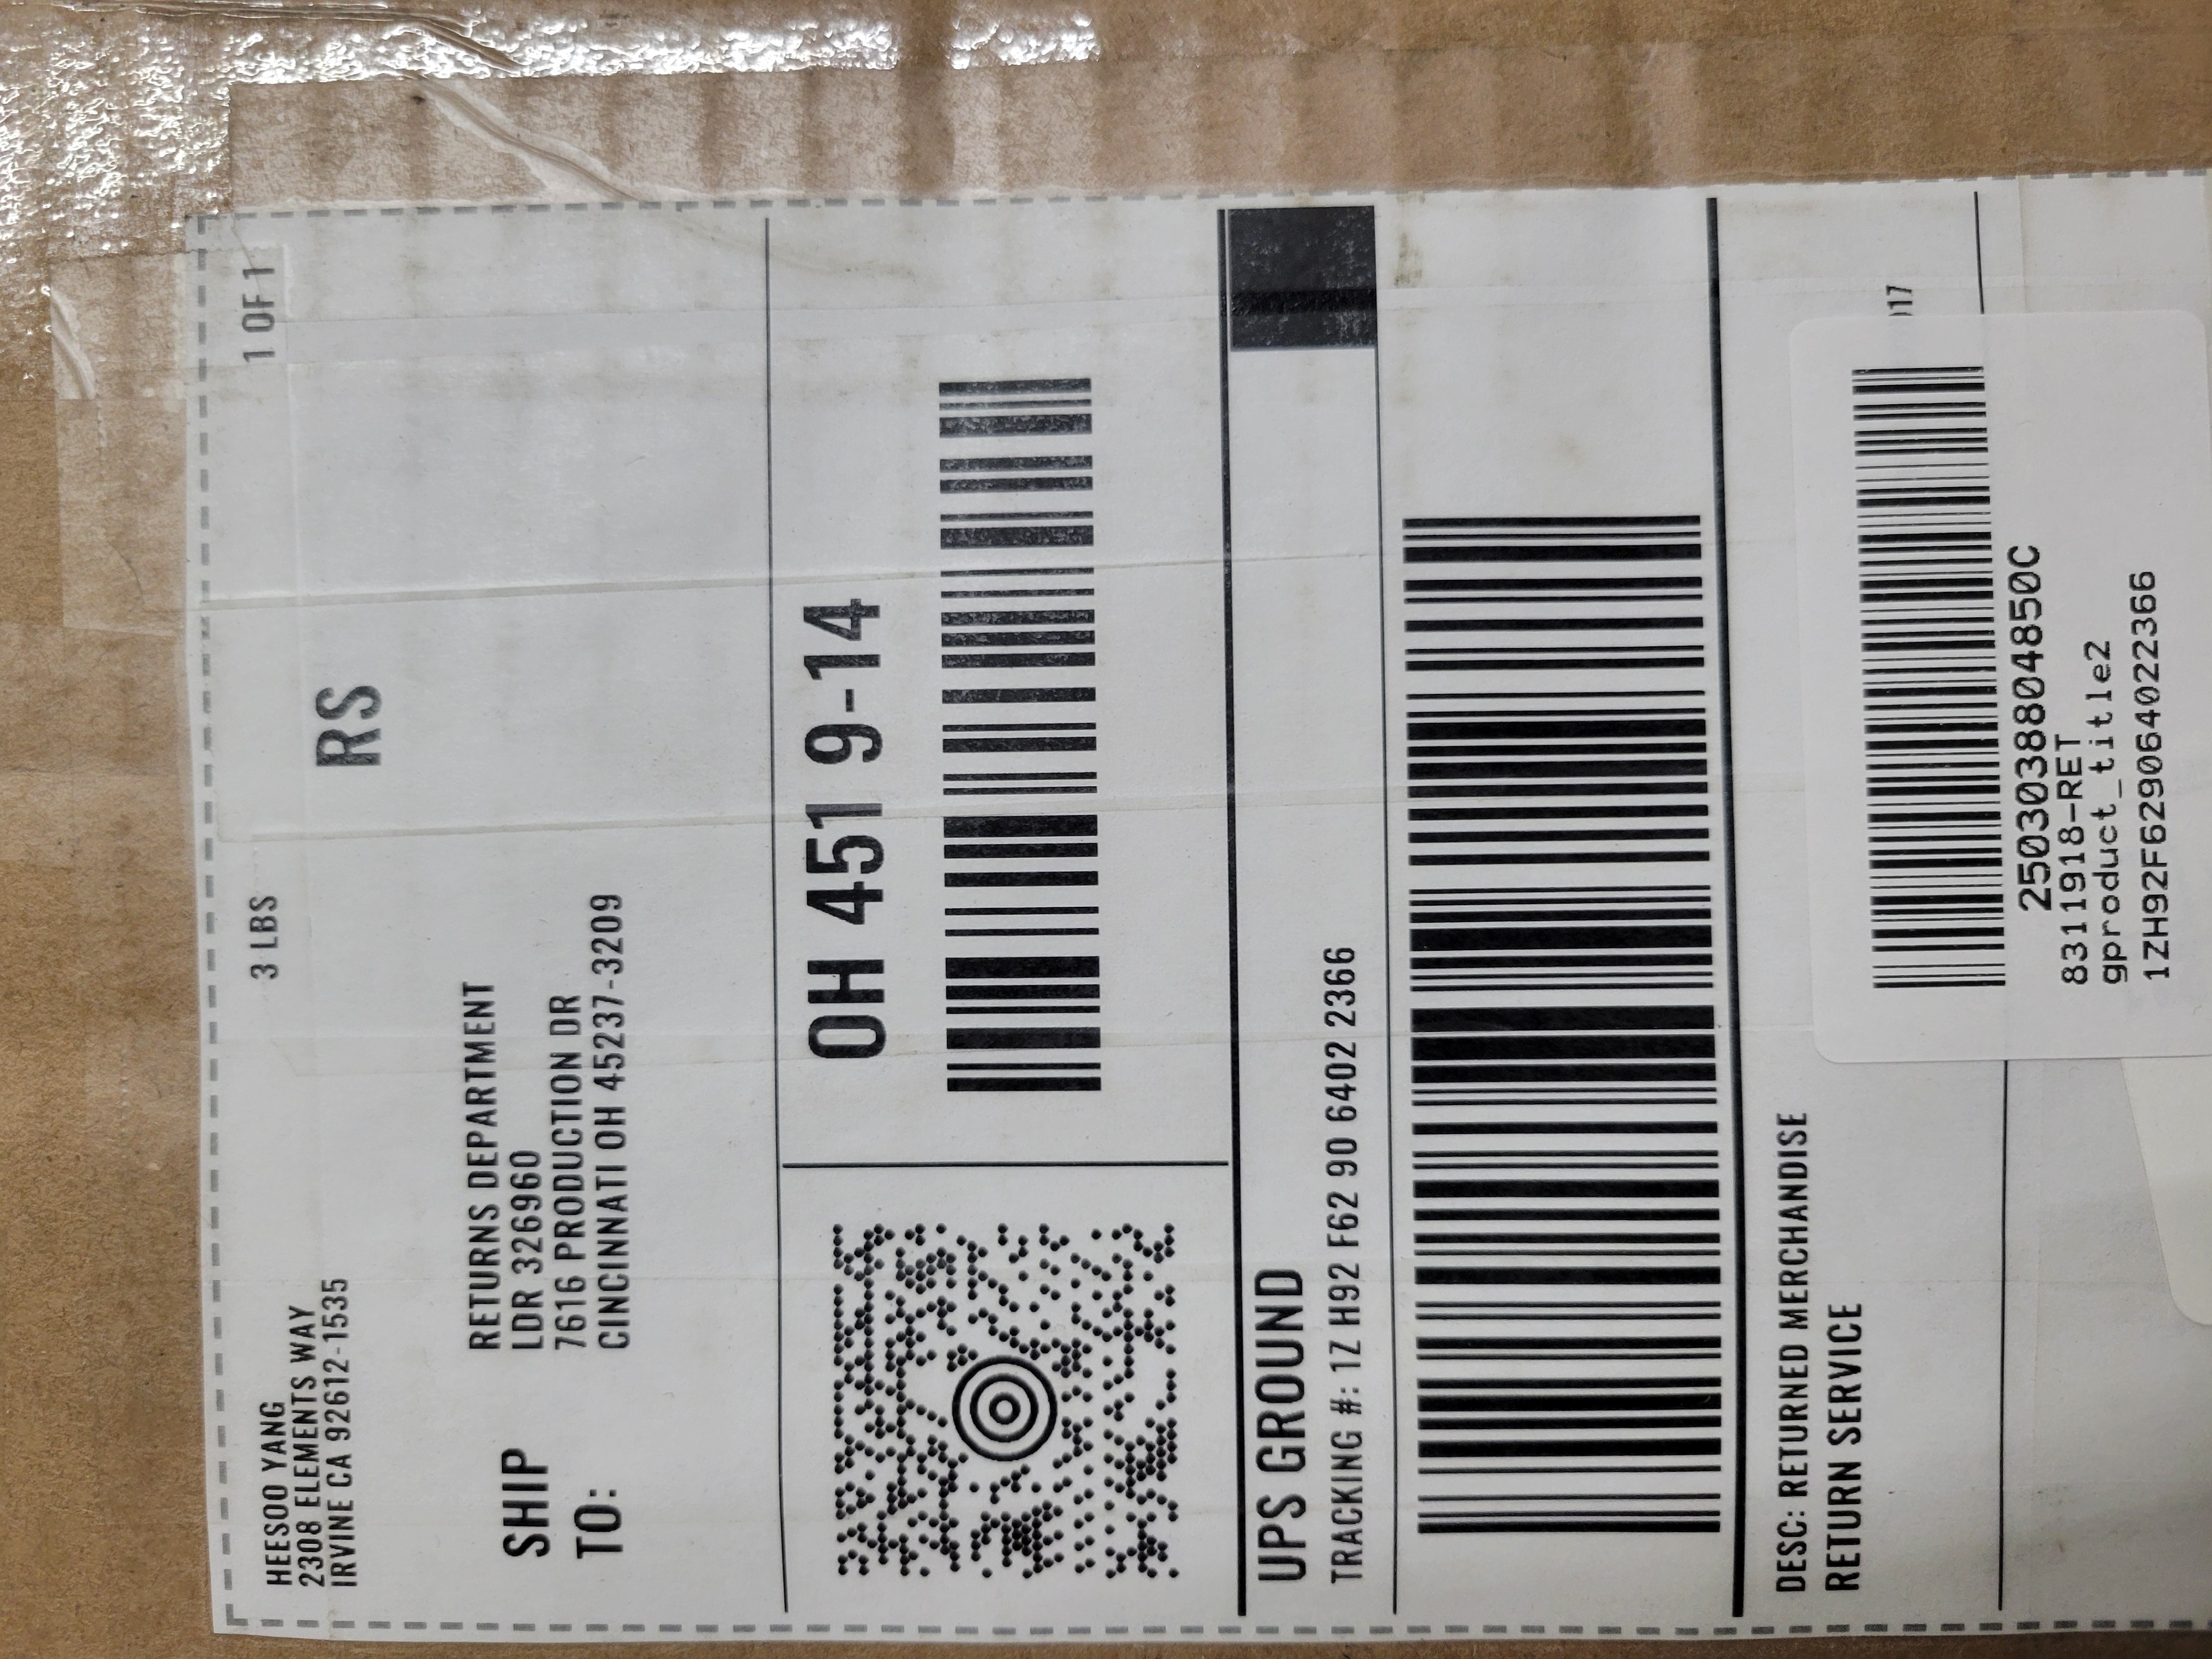 HEESOO YANG
2308 ELEMENTS WAY
IRVINE CA 92612-1535
3 LBS
1 OF 1
RS
SHIP
TO:
RETURNS DEPARTMENT
LDR 326960
7616 PRODUCTION DR
CINCINNATI OH 45237-3209
OH 451 9-14
UPS GROUND
TRACKING #: 1Z H92 F62 90 6402 2366
DESC: RETURNED MERCHANDISE
RETURN SERVICE
2503038804850C
8311918-RET
gproduct_title2
1ZH92F629064022366